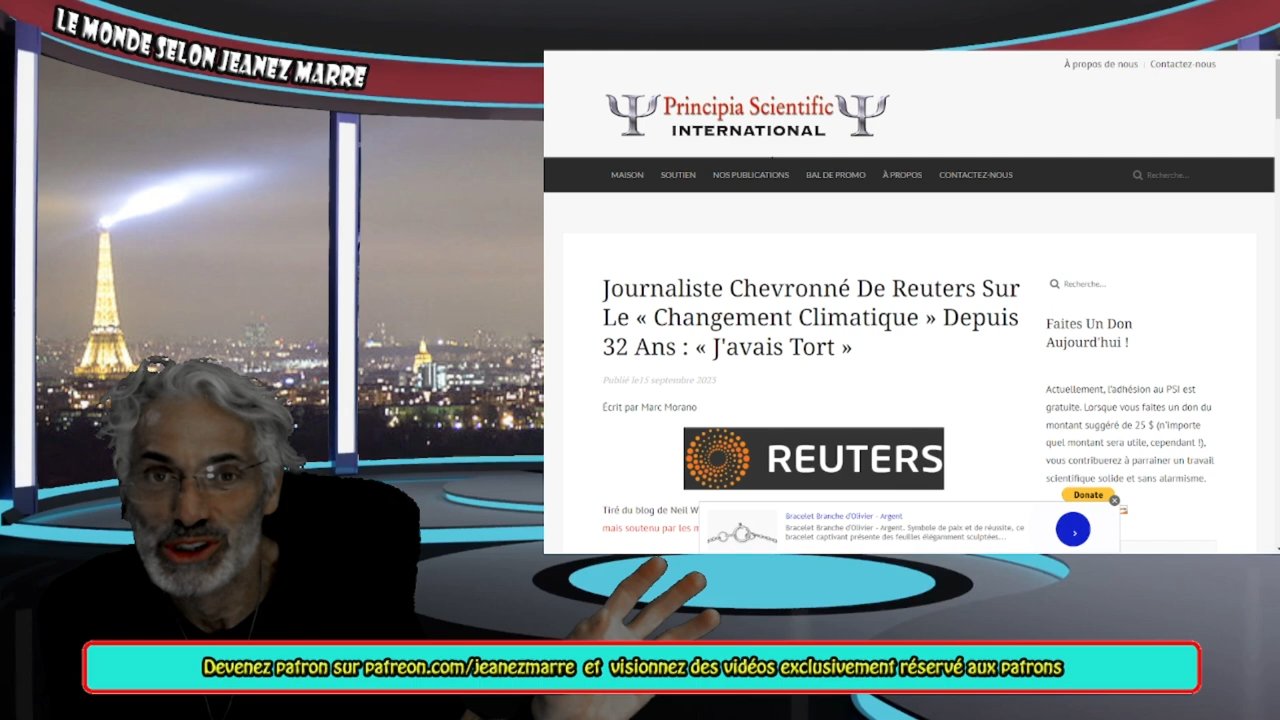 LE MONDE SELON JEANEZ MARRE
À propos de nous | Contactez-nous
Principia Scientific
INTERNATIONAL
MAISON SOUTIEN NOS PUBLICATIONS BAL DE PROMO À PROPOS CONTACTEZ-NOUS
Recherche...
Journaliste Chevronné De Reuters Sur
Le « Changement Climatique » Depuis
32 Ans : « J'avais Tort »
Publié le15 septembre 2023
Écrit par Marc Morano
REUTERS
Tiré du blog de Neil W
mais soutenu par les
Recherche...
Faites Un Don
Aujourd'hui !
Actuellement, l'adhésion au PSI est
gratuite. Lorsque vous faites un don du
montant suggéré de 25 $ (n'importe
quel montant sera utile, cependant !),
vous contribuerez à parrainer un travail
scientifique solide et sans alarmisme.
Donate
Bracelet Branche d'Olivier - Argent
Bracelet Branche d'Olivier - Argent. Symbole de paix et de réussite, ce
bracelet captivant présente des feuilles élégamment sculptées...
Devenez patron sur patreon.com/jeanezmarre et visionnez des vidéos exclusivement réservé aux patrons